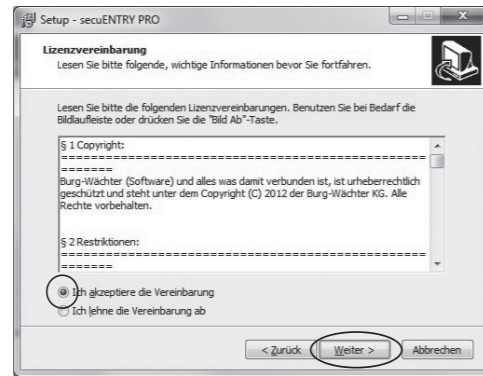 Setup - secuENTRY PRO
Lizenzvereinbarung
Lesen Sie bitte folgende, wichtige Informationen bevor Sie fortfahren.
Lesen Sie bitte die folgenden Lizenzvereinbarungen. Benutzen Sie bei Bedarf die
Bildlaufleiste oder drücken Sie die "Bild Ab"-Taste.
§ 1 Copyright:
====================================================
=======
Burg-Wächter (Software) und alles was damit verbunden ist, ist urheberrechtlich
geschützt und steht unter dem Copyright (C) 2012 der Burg-Wächter KG. Alle
Rechte vorbehalten.
§ 2 Restriktionen:
====================================================
=======
Ich akzeptiere die Vereinbarung
Ich lehne die Vereinbarung ab
< Zurück Weiter > Abbrechen